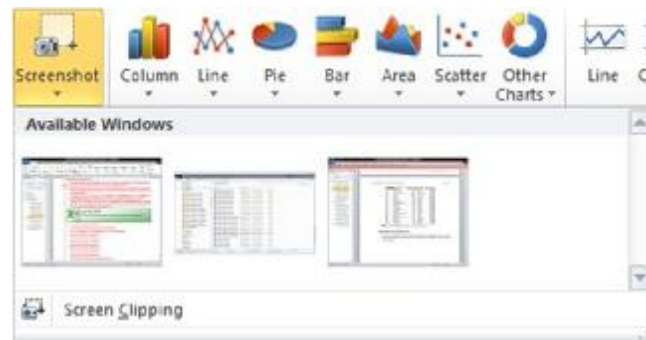 Screenshot Column Line Pie Bar Area Scatter Other Charts Line
Available Windows
Screen Clipping